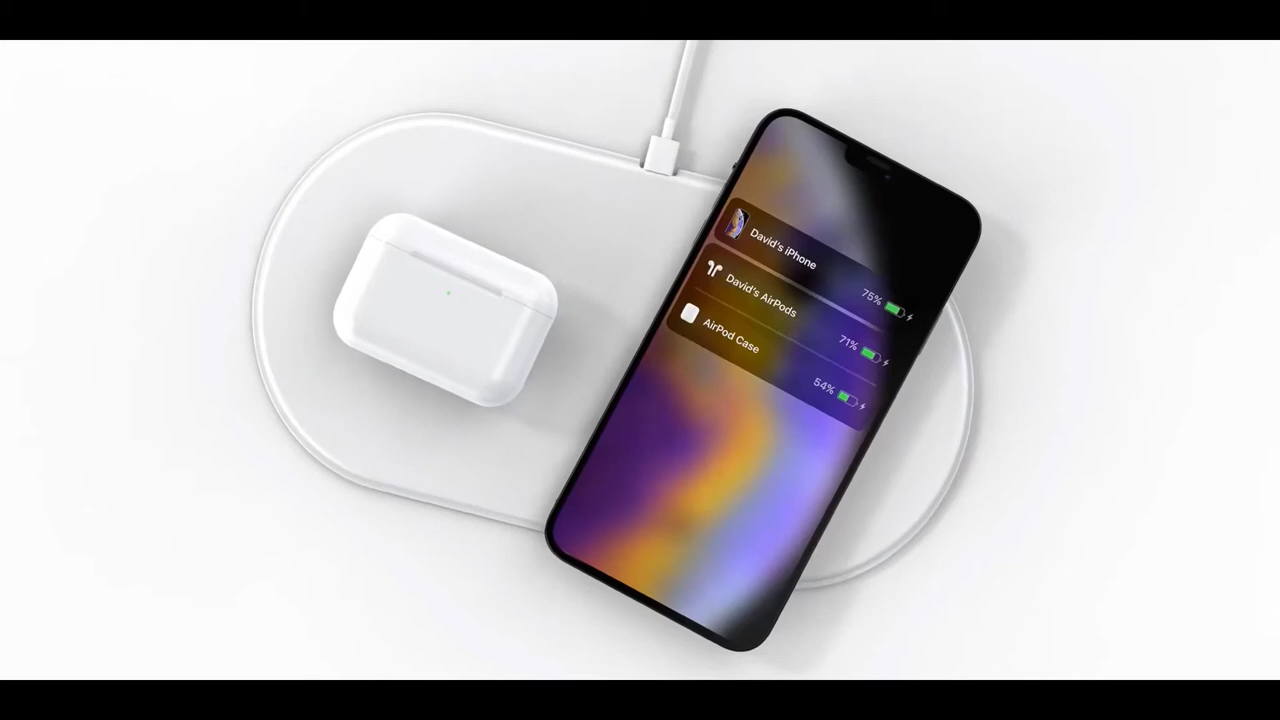 David's iPhone
75%
David's AirPods
71%
AirPod Case
54%